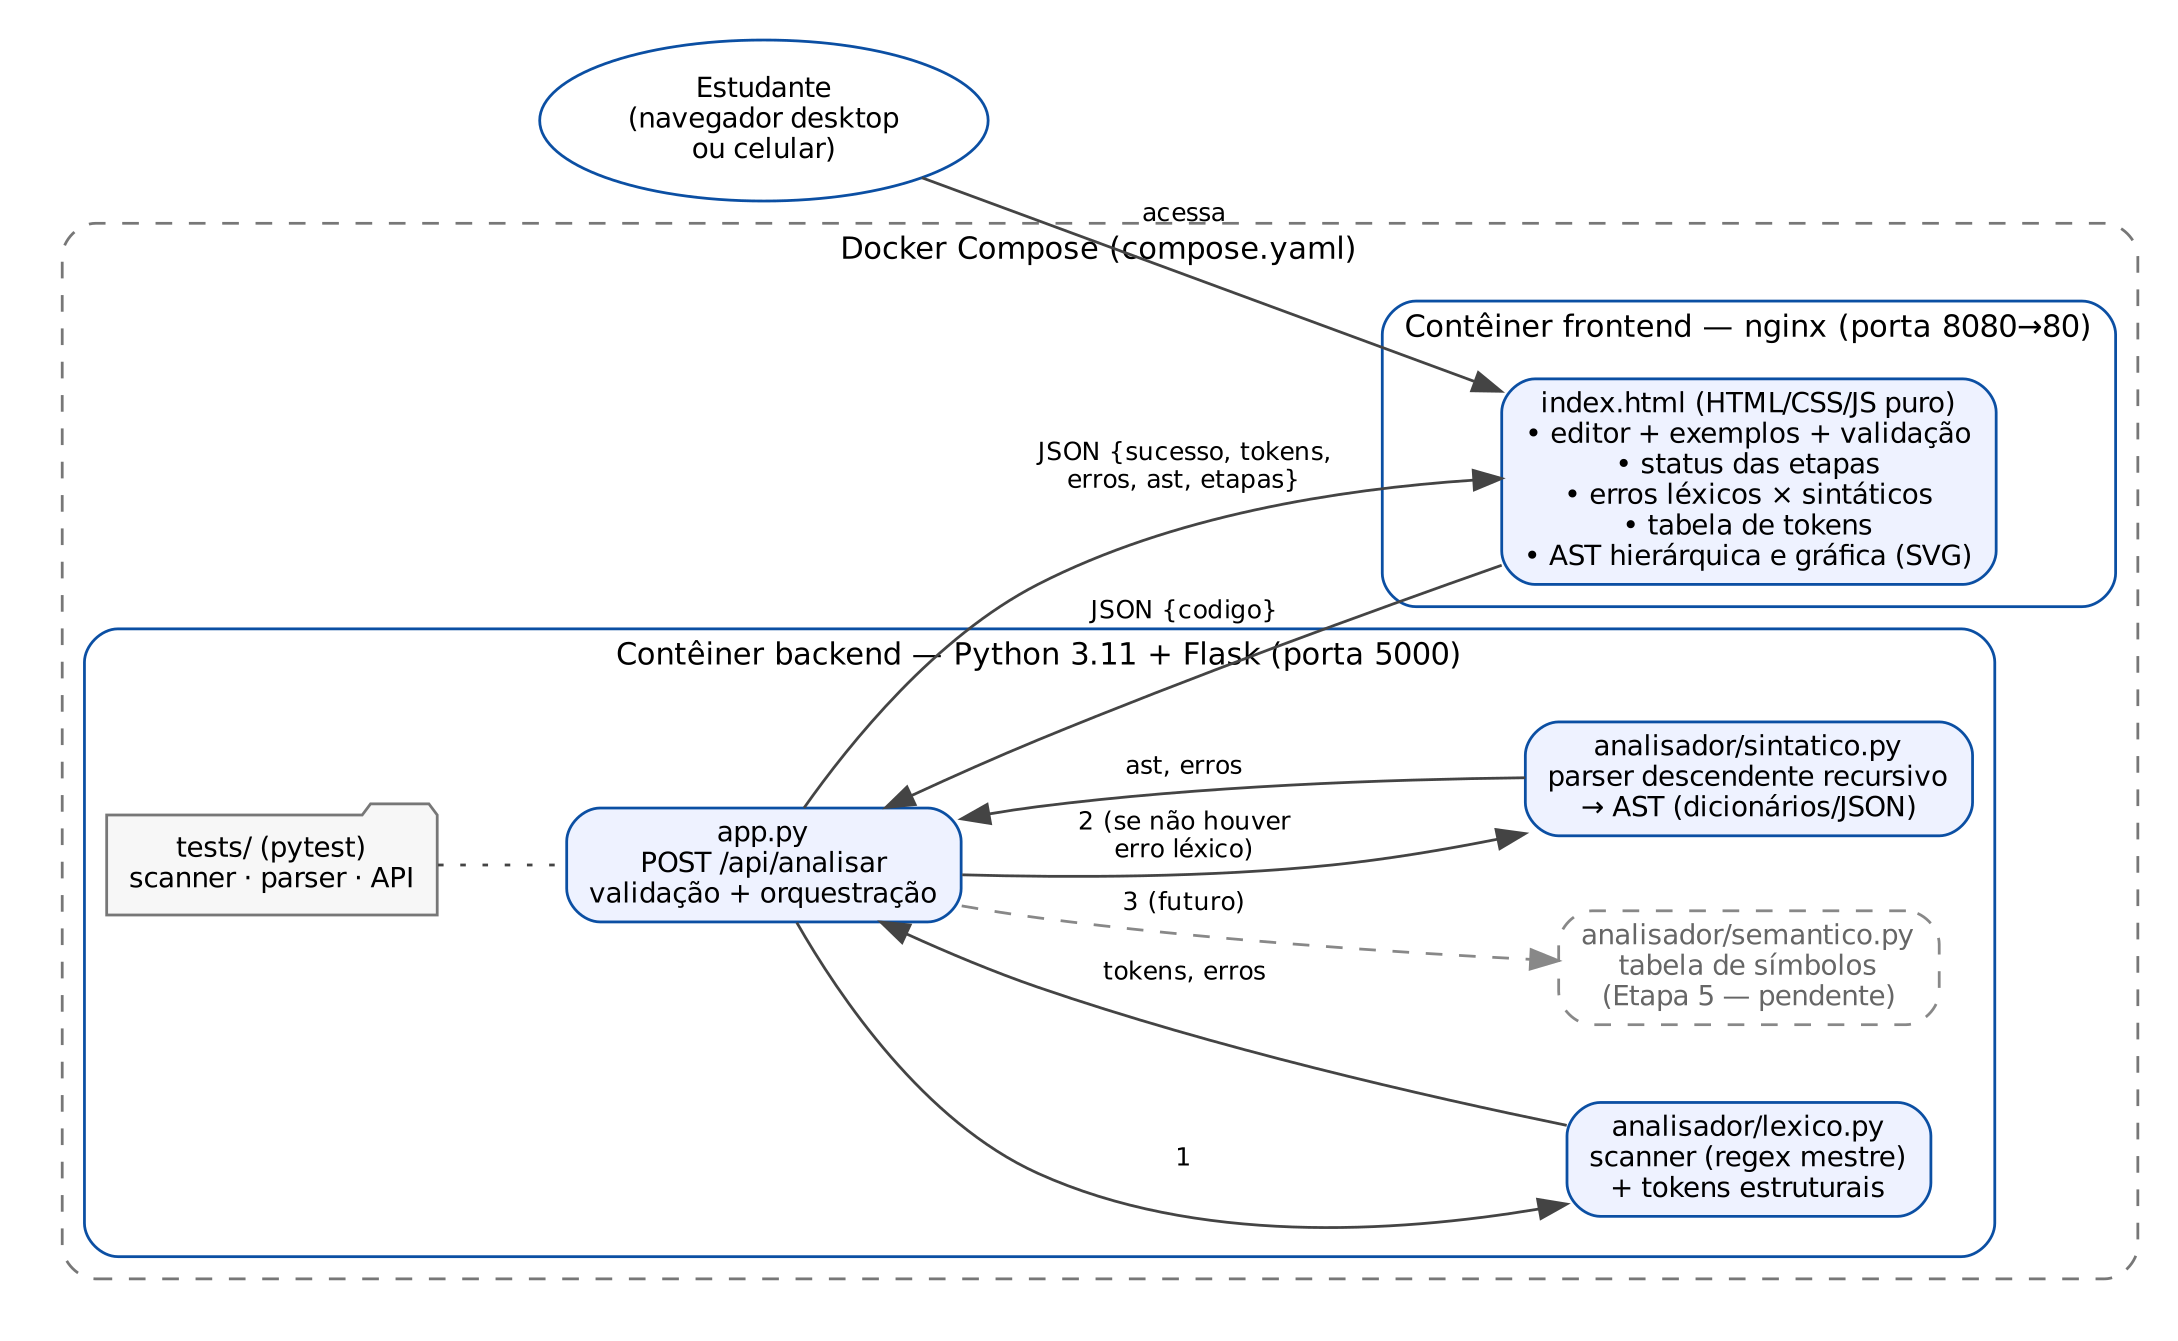 Estudante
(navegador desktop
ou celular)
acessa
Docker Compose (compose.yaml)
Contêiner frontend — nginx (porta 8080→80)
index.html (HTML/CSS/JS puro)
• editor + exemplos + validação
• status das etapas
• erros léxicos × sintáticos
• tabela de tokens
• AST hierárquica e gráfica (SVG)
JSON {sucesso, tokens,
erros, ast, etapas}
JSON {codigo}
Contêiner backend — Python 3.11 + Flask (porta 5000)
analisador/sintatico.py
parser descendente recursivo
→ AST (dicionários/JSON)
ast, erros
2 (se não houver
erro léxico)
tests/ (pytest)
scanner · parser · API
app.py
POST /api/analisar
validação + orquestração
3 (futuro)
analisador/semantico.py
tabela de símbolos
(Etapa 5 — pendente)
tokens, erros
1
analisador/lexico.py
scanner (regex mestre)
+ tokens estruturais